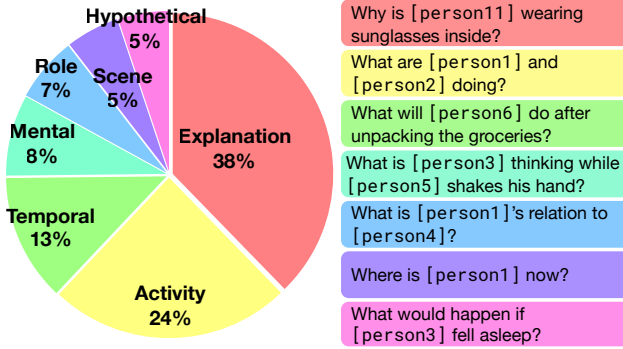 Hypothetical
5%
Role
7%
Scene
5%
Mental
8%
Explanation
38%
Temporal
13%
Activity
24%
Why is [person11] wearing
sunglasses inside?
What are [person1] and
[person2] doing?
What will [person6] do after
unpacking the groceries?
What is [person3] thinking while
[person5] shakes his hand?
What is [person1]'s relation to
[person4]?
Where is [person1] now?
What would happen if
[person3] fell asleep?